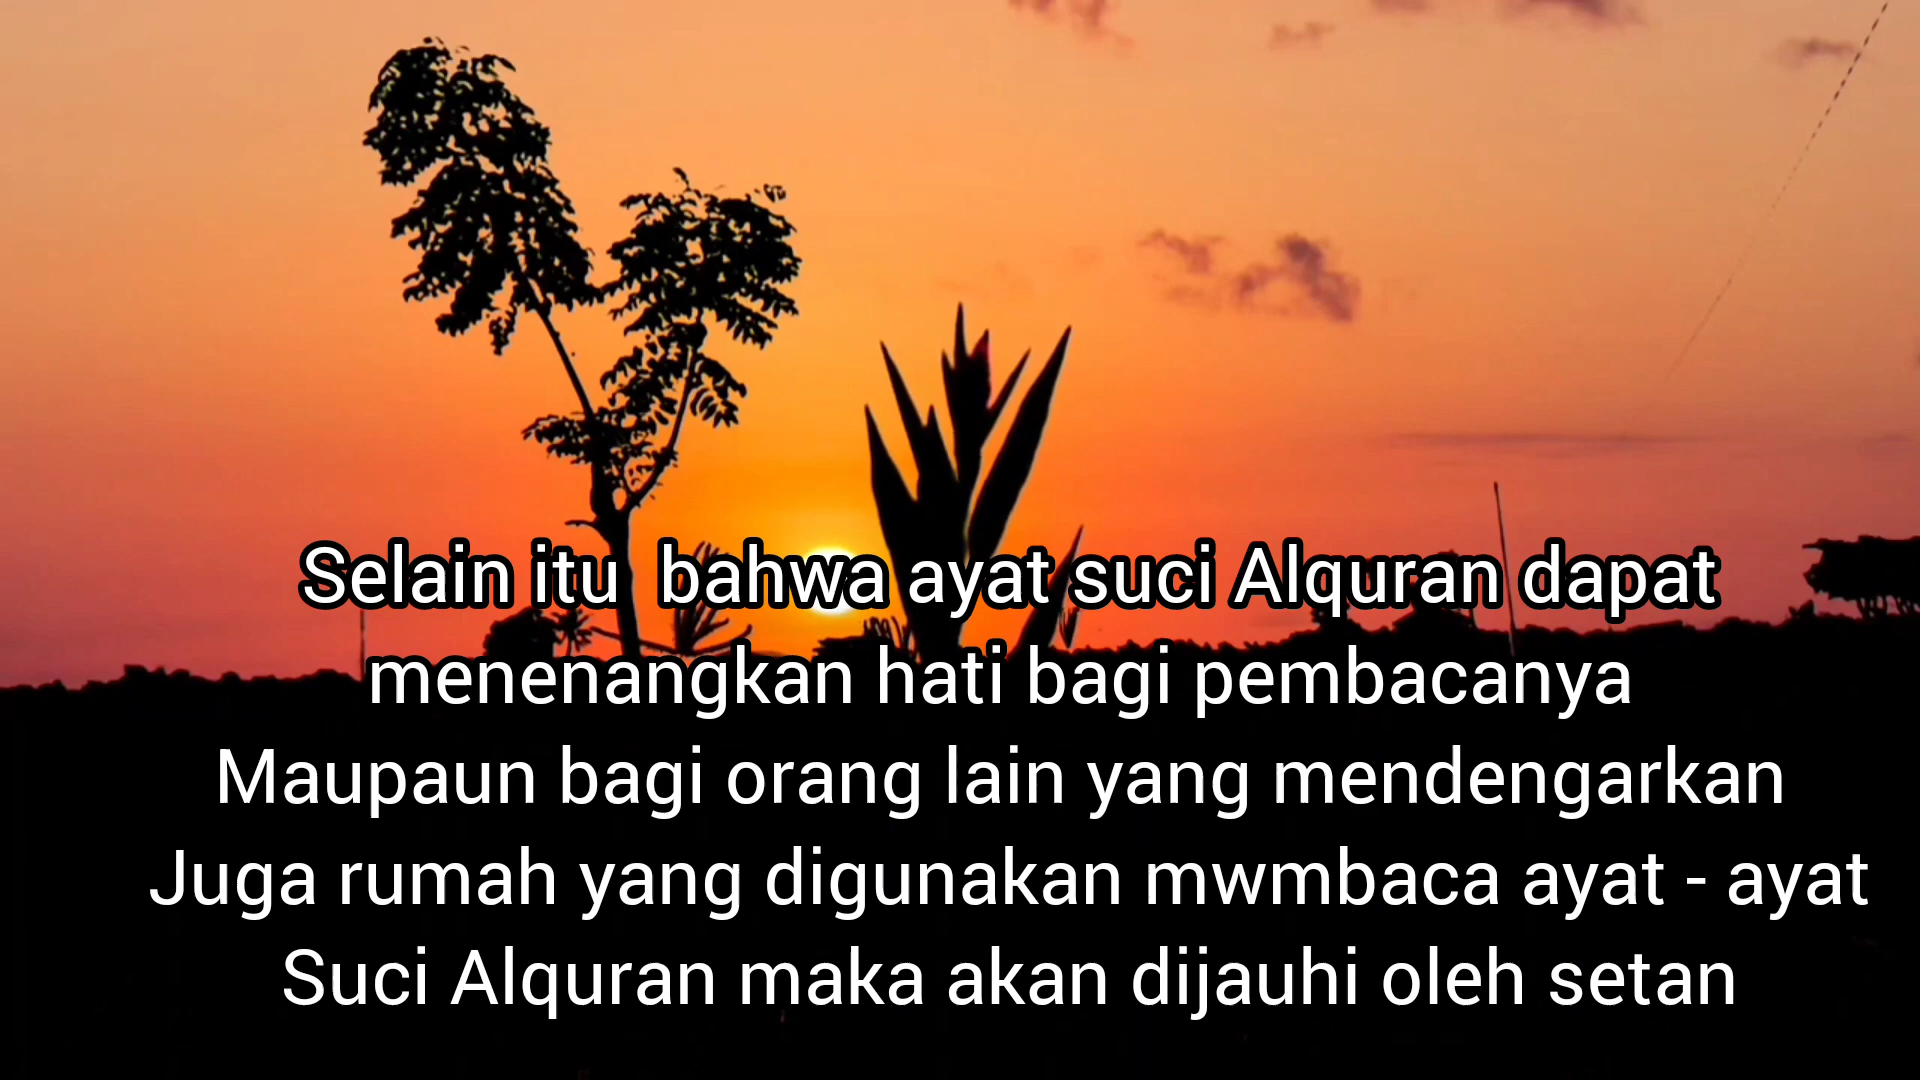 Selain itu  bahwa ayat suci Alquran dapat
menenangkan hati bagi pembacanya
Maupaun bagi orang lain yang mendengarkan
Juga rumah yang digunakan mwmbaca ayat - ayat
Suci Alquran maka akan dijauhi oleh setan